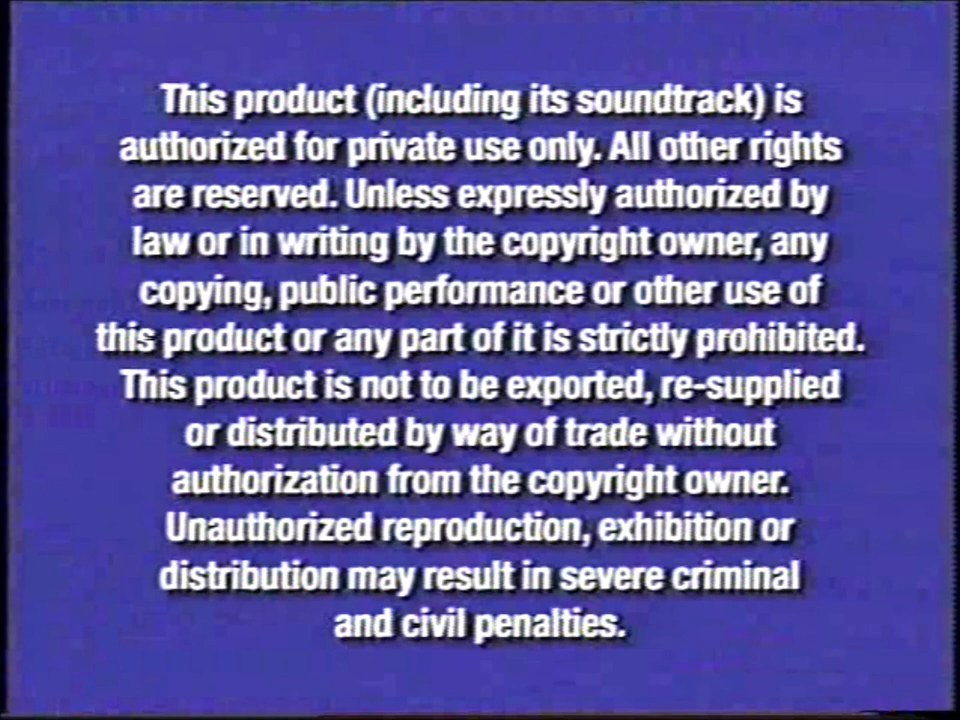 This product (including its soundtrack) is
authorized for private use only. All other rights
are reserved. Unless expressly authorized by
law or in writing by the copyright owner, any
copying, public performance or other use of
this product or any part of it is strictly prohibited.
This product is not to be exported, re-supplied
or distributed by way of trade without
authorization from the copyright owner.
Unauthorized reproduction, exhibition or
distribution may result in severe criminal
and civil penalties.